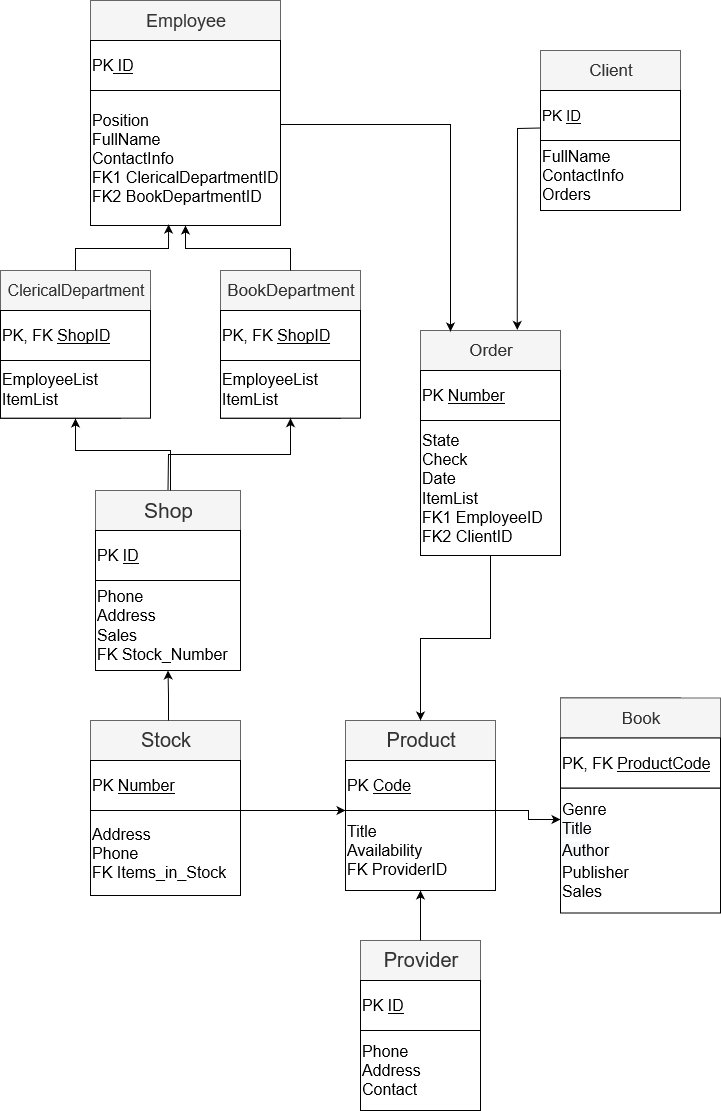 Employee
PK ID
Position
FullName
ContactInfo
FK1 ClericalDepartmentID
FK2 BookDepartmentID
Client
PK ID
FullName
ContactInfo
Orders
ClericalDepartment
PK, FK ShopID
EmployeeList
ItemList
BookDepartment
PK, FK ShopID
EmployeeList
ItemList
Order
PK Number
State
Check
Date
ItemList
FK1 EmployeeID
FK2 ClientID
Shop
PK ID
Phone
Address
Sales
FK Stock_Number
Stock
PK Number
Address
Phone
FK Items_in_Stock
Product
PK Code
Title
Availability
FK ProviderID
Book
PK, FK ProductCode
Genre
Title
Author
Publisher
Sales
Provider
PK ID
Phone
Address
Contact